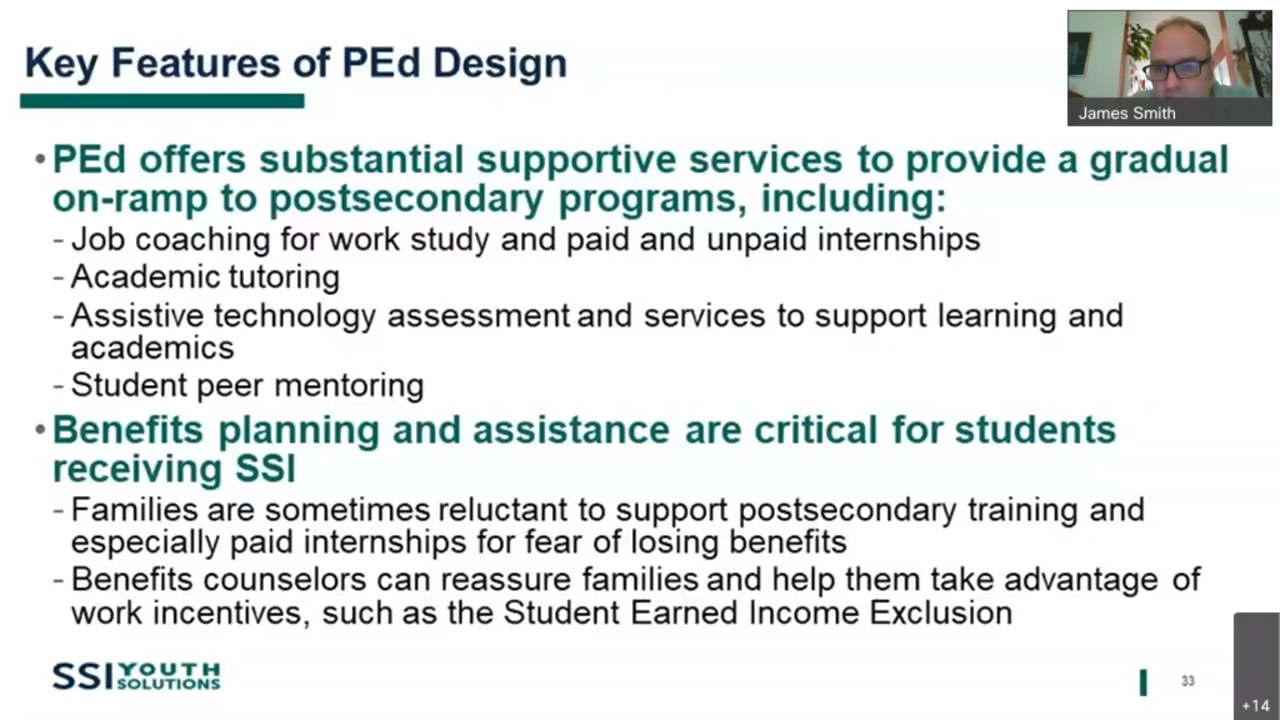 Key Features of PEd Design
James Smith
• PEd offers substantial supportive services to provide a gradual
on-ramp to postsecondary programs, including:
- Job coaching for work study and paid and unpaid internships
- Academic tutoring
- Assistive technology assessment and services to support learning and
academics
- Student peer mentoring
• Benefits planning and assistance are critical for students
receiving SSI
- Families are sometimes reluctant to support postsecondary training and
especially paid internships for fear of losing benefits
- Benefits counselors can reassure families and help them take advantage of
work incentives, such as the Student Earned Income Exclusion
SSI YOUTH
SOLUTIONS
33
+14